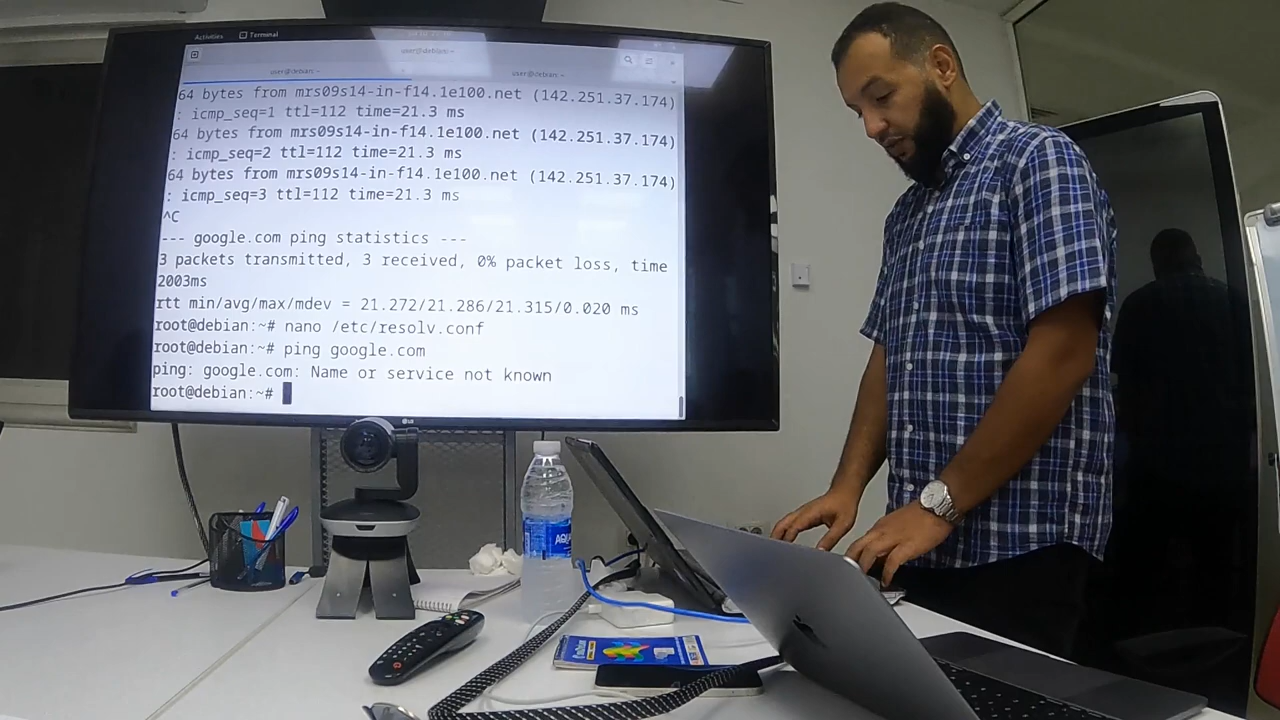 Activities Terminal
user@debian:~
user@debian:~ user@debian:~
64 bytes from mrs09s14-in-f14.1e100.net (142.251.37.174)
: icmp_seq=1 ttl=112 time=21.3 ms
64 bytes from mrs09s14-in-f14.1e100.net (142.251.37.174)
: icmp_seq=2 ttl=112 time=21.3 ms
64 bytes from mrs09s14-in-f14.1e100.net (142.251.37.174)
: icmp_seq=3 ttl=112 time=21.3 ms
^C
--- google.com ping statistics ---
3 packets transmitted, 3 received, 0% packet loss, time
2003ms
rtt min/avg/max/mdev = 21.272/21.286/21.315/0.020 ms
root@debian:~# nano /etc/resolv.conf
root@debian:~# ping google.com
ping: google.com: Name or service not known
root@debian:~#
LG